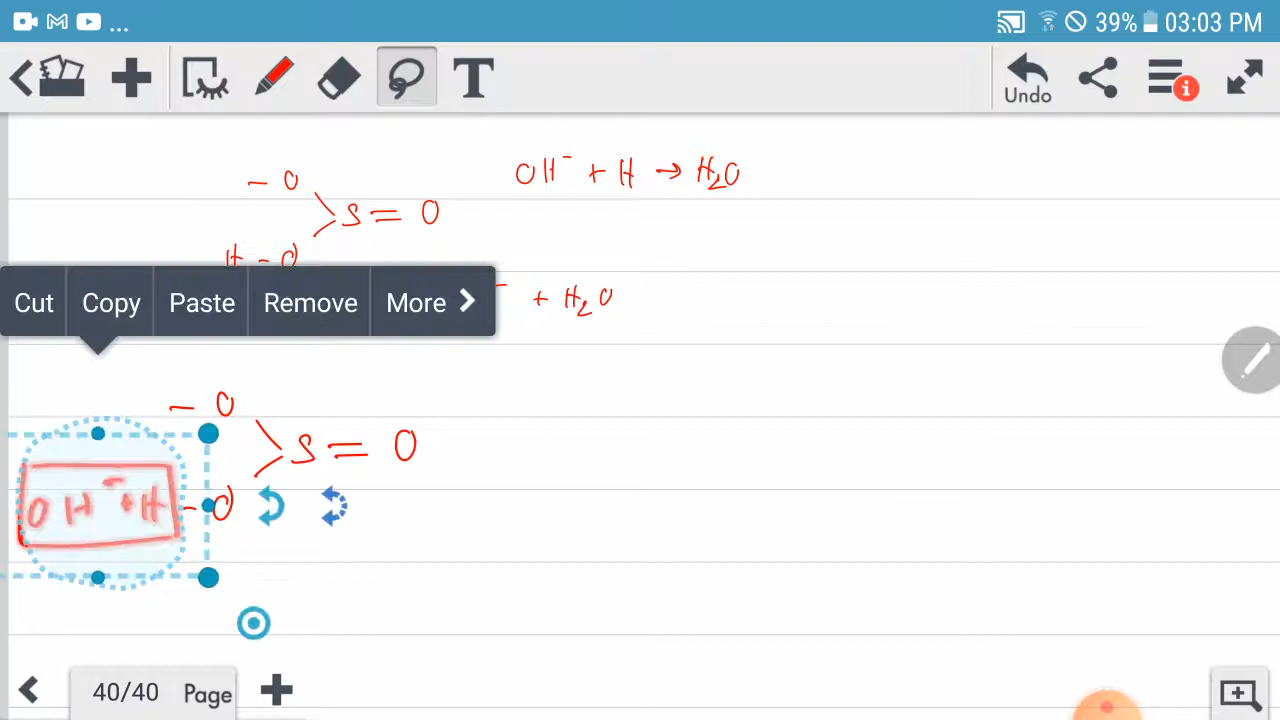 ... 39% 03:03 PM
T Undo i
OH⁻ + H → H₂O
– O
S = O
H – O
Cut Copy Paste Remove More
⁻ + H₂O
– O
S = O
OH⁻ + H – O
40/40 Page